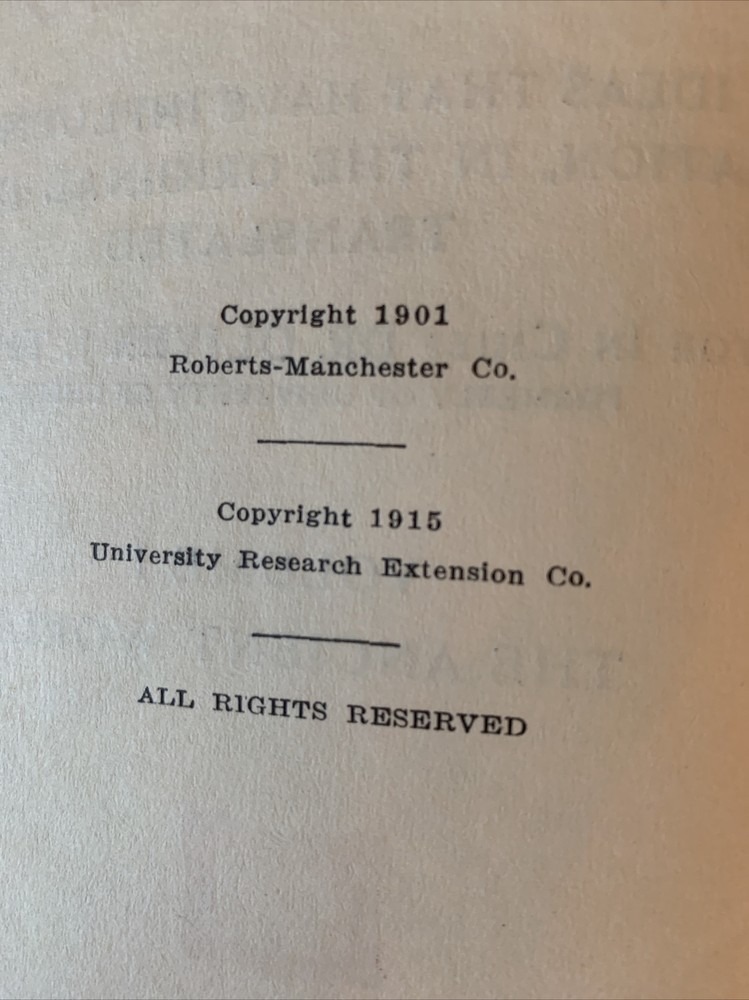 Copyright 1901
Roberts-Manchester Co.
Copyright 1915
University Research Extension Co.
ALL RIGHTS RESERVED